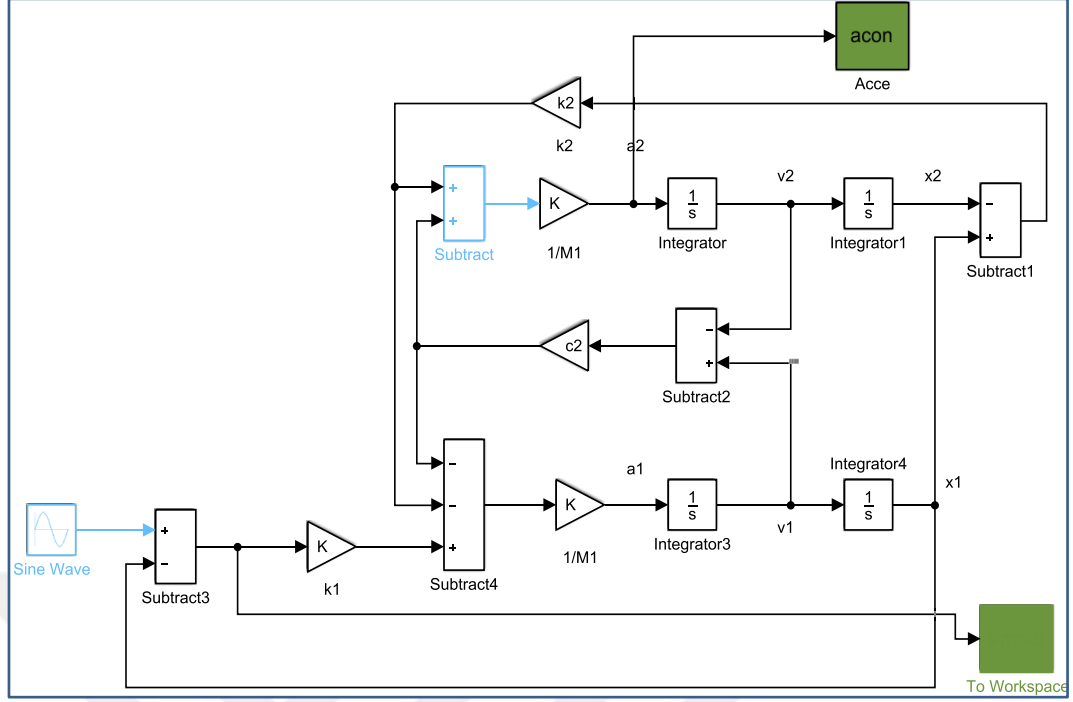 acon
Acce
k2
k2
a2
+
+
Subtract
K
1/M1
1
s
Integrator
v2
1
s
Integrator1
x2
-
+
Subtract1
c2
-
+
Subtract2
Sine Wave
+
-
Subtract3
K
k1
-
-
+
Subtract4
K
1/M1
a1
1
s
Integrator3
v1
Integrator4
1
s
x1
To Workspace